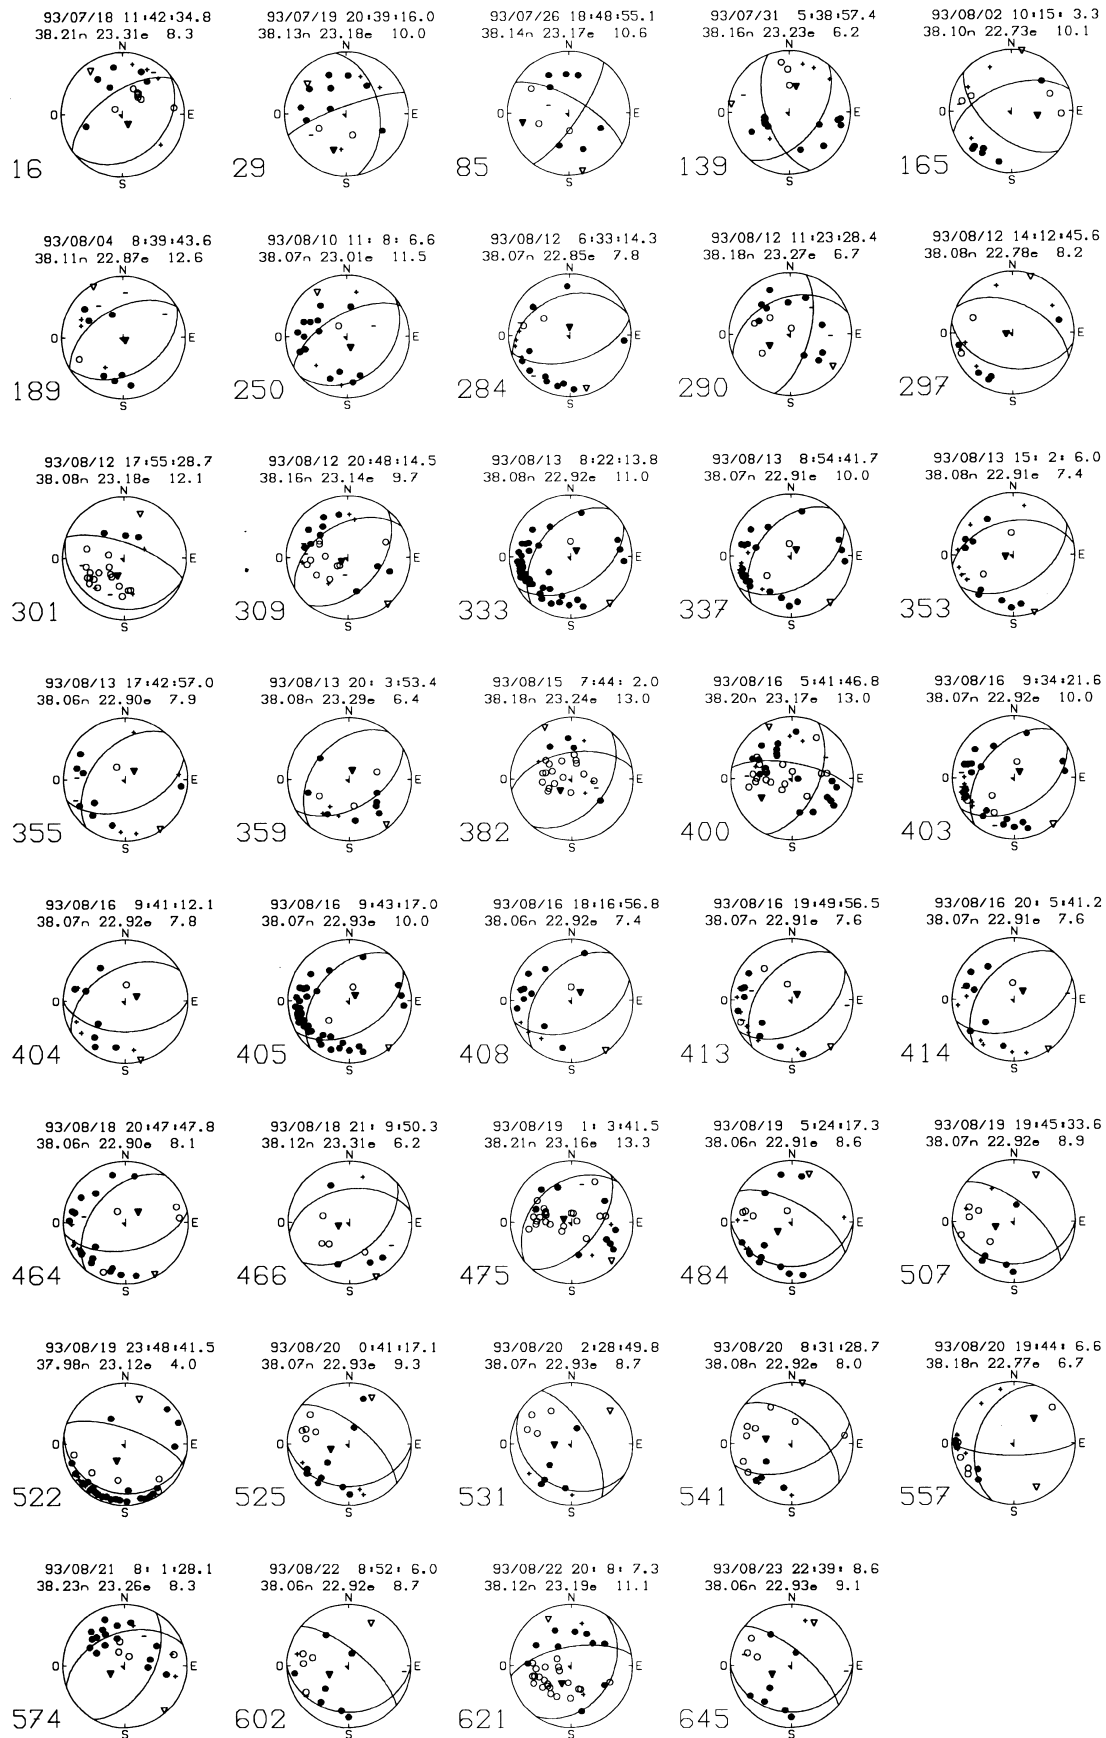 93/07/18 11:42:34.8
38.21n 23.31e 8.3
N
O E
S
16
93/07/19 20:39:16.0
38.13n 23.18e 10.0
N
O E
S
29
93/07/26 18:48:55.1
38.14n 23.17e 10.6
N
O E
S
85
93/07/31 5:38:57.4
38.16n 23.23e 6.2
N
O E
S
139
93/08/02 10:15: 3.3
38.10n 22.73e 10.1
N
O E
S
165
93/08/04 8:39:43.6
38.11n 22.87e 12.6
N
O E
S
189
93/08/10 11: 8: 6.6
38.07n 23.01e 11.5
N
O E
S
250
93/08/12 6:33:14.3
38.07n 22.85e 7.8
N
O E
S
284
93/08/12 11:23:28.4
38.18n 23.27e 6.7
N
O E
S
290
93/08/12 14:12:45.6
38.08n 22.78e 8.2
N
O E
S
297
93/08/12 17:55:28.7
38.08n 23.18e 12.1
N
O E
S
301
93/08/12 20:48:14.5
38.16n 23.14e 9.7
N
O E
S
309
93/08/13 8:22:13.8
38.08n 22.92e 11.0
N
O E
S
333
93/08/13 8:54:41.7
38.07n 22.91e 10.0
N
O E
S
337
93/08/13 15: 2: 6.0
38.08n 22.91e 7.4
N
O E
S
353
93/08/13 17:42:57.0
38.06n 22.90e 7.9
N
O E
S
355
93/08/13 20: 3:53.4
38.08n 23.29e 6.4
N
O E
S
359
93/08/15 7:44: 2.0
38.18n 23.24e 13.0
N
O E
S
382
93/08/16 5:41:46.8
38.20n 23.17e 13.0
N
O E
S
400
93/08/16 9:34:21.6
38.07n 22.92e 10.0
N
O E
S
403
93/08/16 9:41:12.1
38.07n 22.92e 7.8
N
O E
S
404
93/08/16 9:43:17.0
38.07n 22.93e 10.0
N
O E
S
405
93/08/16 18:16:56.8
38.06n 22.92e 7.4
N
O E
S
408
93/08/16 19:49:56.5
38.07n 22.91e 7.6
N
O E
S
413
93/08/16 20: 5:41.2
38.07n 22.91e 7.6
N
O E
S
414
93/08/18 20:47:47.8
38.06n 22.90e 8.1
N
O E
S
464
93/08/18 21: 9:50.3
38.12n 23.31e 6.2
N
O E
S
466
93/08/19 1: 3:41.5
38.21n 23.16e 13.3
N
O E
S
475
93/08/19 5:24:17.3
38.06n 22.91e 8.6
N
O E
S
484
93/08/19 19:45:33.6
38.07n 22.92e 8.9
N
O E
S
507
93/08/19 23:48:41.5
37.98n 23.12e 4.0
N
O E
S
522
93/08/20 0:41:17.1
38.07n 22.93e 9.3
N
O E
S
525
93/08/20 2:28:49.8
38.07n 22.93e 8.7
N
O E
S
531
93/08/20 8:31:28.7
38.08n 22.92e 8.0
N
O E
S
541
93/08/20 19:44: 6.6
38.18n 22.77e 6.7
N
O E
S
557
93/08/21 8: 1:28.1
38.23n 23.26e 8.3
N
O E
S
574
93/08/22 8:52: 6.0
38.06n 22.92e 8.7
N
O E
S
602
93/08/22 20: 8: 7.3
38.12n 23.19e 11.1
N
O E
S
621
93/08/23 22:39: 8.6
38.06n 22.93e 9.1
N
O E
S
645